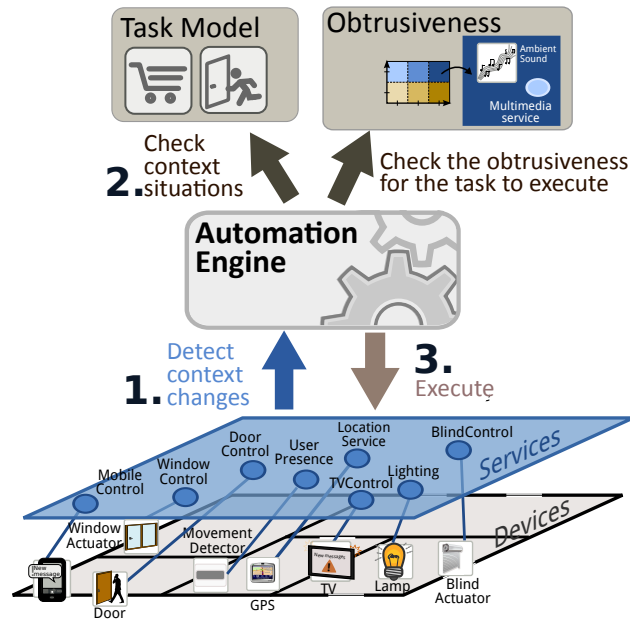 Task Model
Obtrusiveness
Ambient
Sound
Multimedia
service
Check
context
2. situations
Check the obtrusiveness
for the task to execute
Automation
Engine
Detect
context
1. changes
3.
Execute
Services
Mobile
Control
Window
Control
Door
Control
User
Presence
Location
Service
TVControl
Lighting
BlindControl
Devices
Window
Actuator
Movement
Detector
New
message
New messages
Door
GPS
TV
Lamp
Blind
Actuator